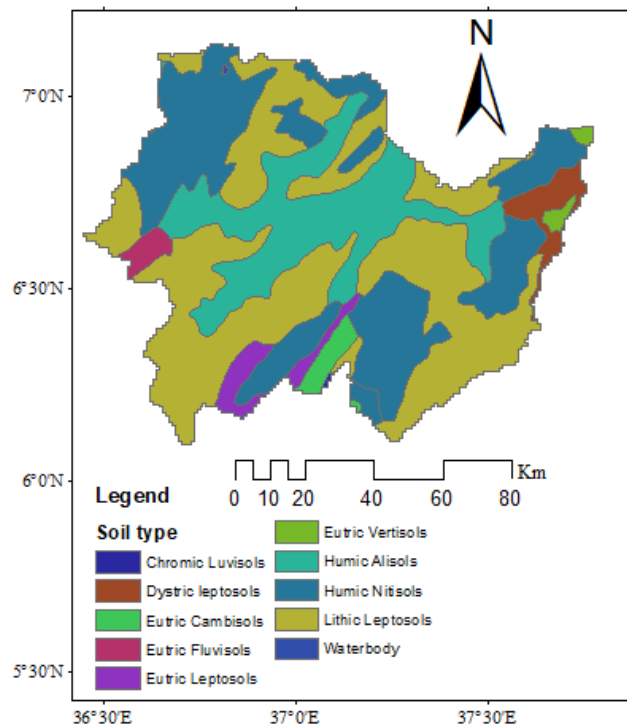 N
7°0'N
6°30'N
6°0'N
5°30'N
Km
0 10 20 40 60 80
Legend
Soil type
Chromic Luvisols
Dystric leptosols
Eutric Cambisols
Eutric Fluvisols
Eutric Leptosols
Eutric Vertisols
Humic Alisols
Humic Nitisols
Lithic Leptosols
Waterbody
36°30'E 37°0'E 37°30'E